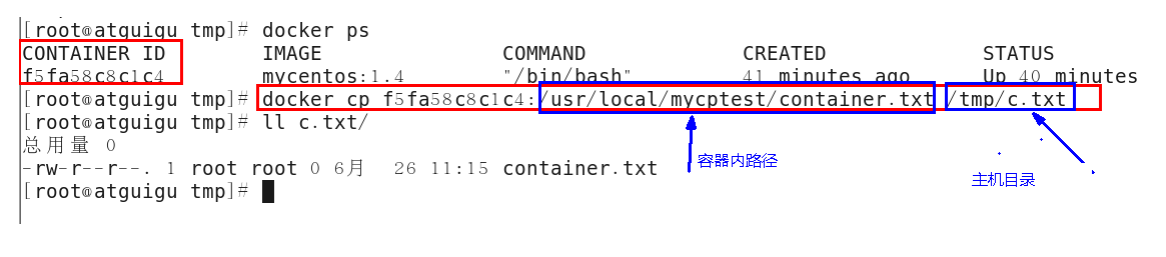 [root@atguigu tmp]# docker ps
CONTAINER ID IMAGE COMMAND CREATED STATUS
f5fa58c8c1c4 mycentos:1.4 "/bin/bash" 41 minutes ago Up 40 minutes
[root@atguigu tmp]# docker cp f5fa58c8c1c4:/usr/local/mycptest/container.txt /tmp/c.txt
[root@atguigu tmp]# ll c.txt/
总用量 0
-rw-r--r--. 1 root root 0 6月 26 11:15 container.txt
容器内路径
主机目录
[root@atguigu tmp]#